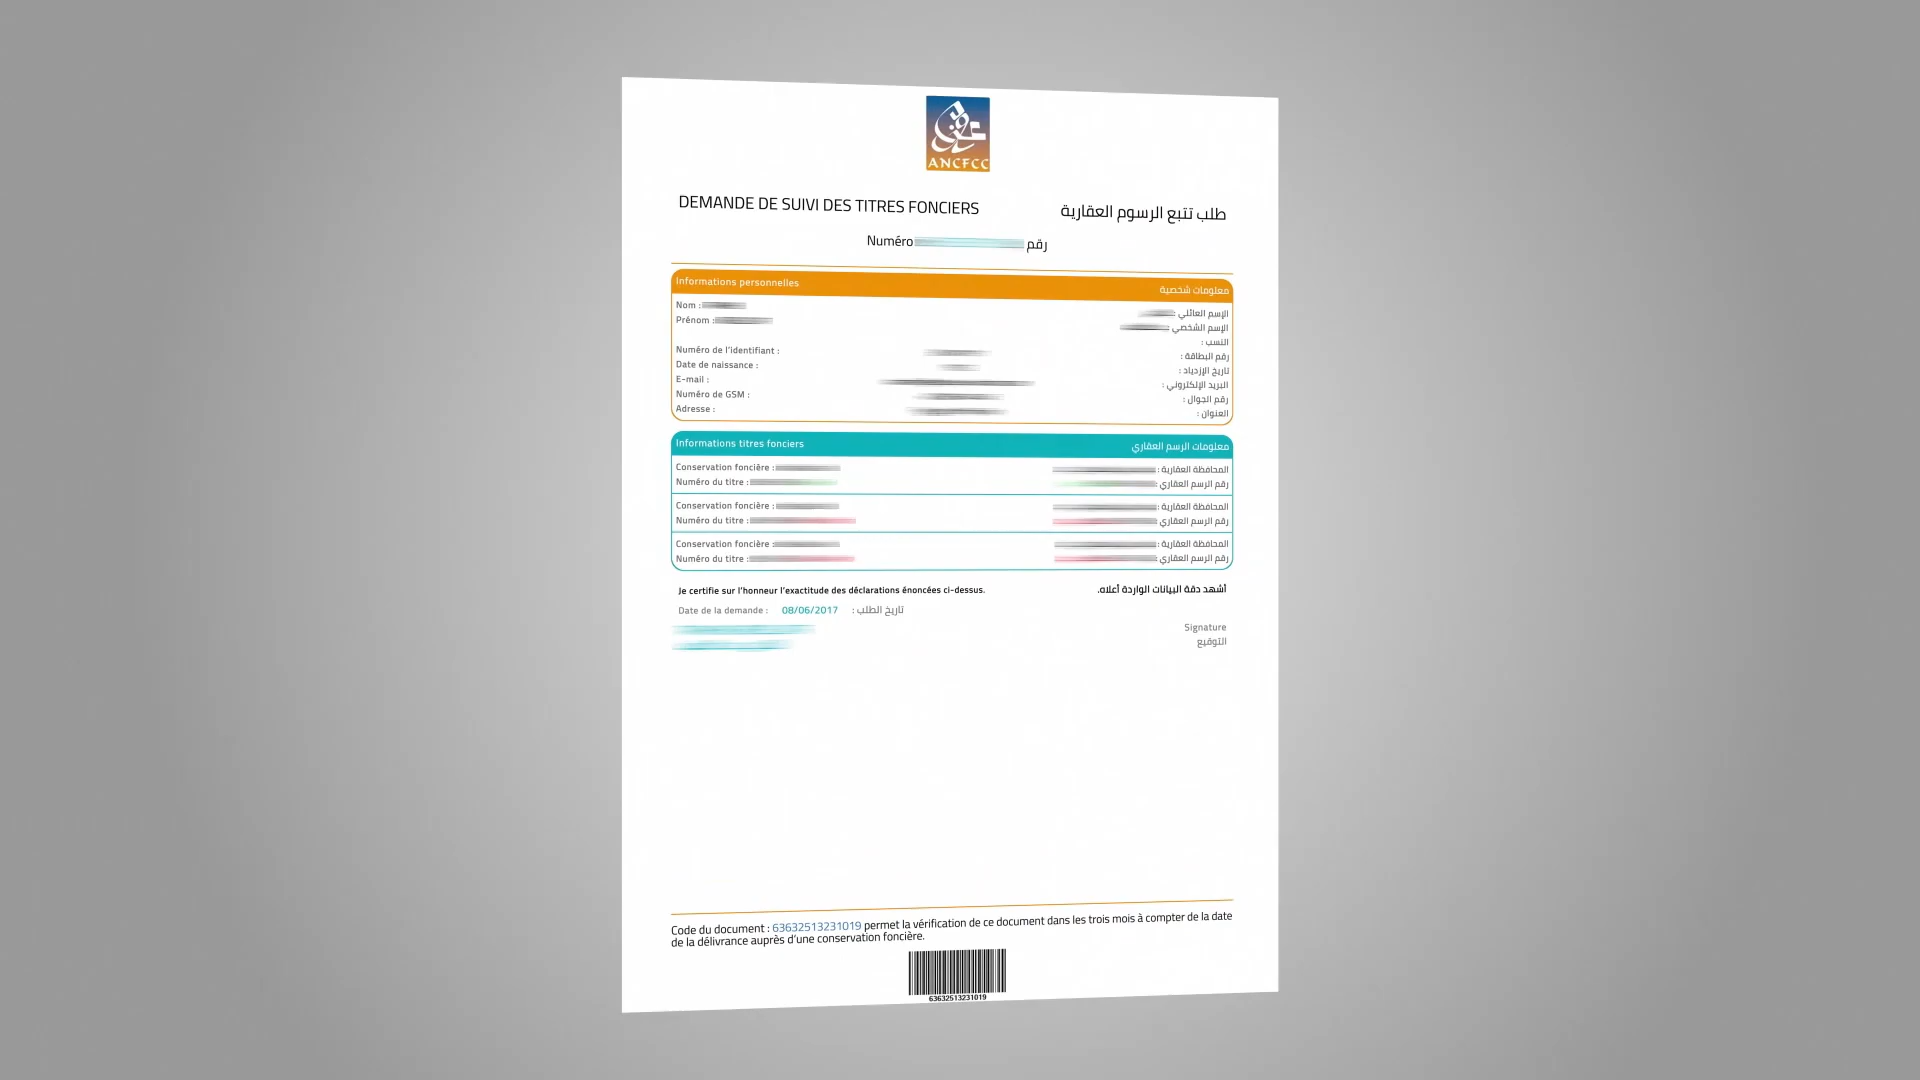 ANCFCC
DEMANDE DE SUIVI DES TITRES FONCIERS
طلب تتبع الرسوم العقارية
Numéro رقم
Informations personnelles
معلومات شخصية
Nom :
الإسم العائلي :
Prénom :
الإسم الشخصي :
النسب :
Numéro de l'identifiant :
رقم البطاقة :
Date de naissance :
تاريخ الإزدياد :
E-mail :
البريد الإلكتروني :
Numéro de GSM :
رقم الجوال :
Adresse :
العنوان :
Informations titres fonciers
معلومات الرسم العقاري
Conservation foncière :
المحافظة العقارية :
Numéro du titre :
رقم الرسم العقاري :
Conservation foncière :
المحافظة العقارية :
Numéro du titre :
رقم الرسم العقاري :
Conservation foncière :
المحافظة العقارية :
Numéro du titre :
رقم الرسم العقاري :
Je certifie sur l'honneur l'exactitude des déclarations énoncées ci-dessus.
أشهد دقة البيانات الواردة أعلاه.
Date de la demande : 08/06/2017 تاريخ الطلب :
Signature
التوقيع
Code du document : 63632513231019 permet la vérification de ce document dans les trois mois à compter de la date
de la délivrance auprès d'une conservation foncière.
63632513231019